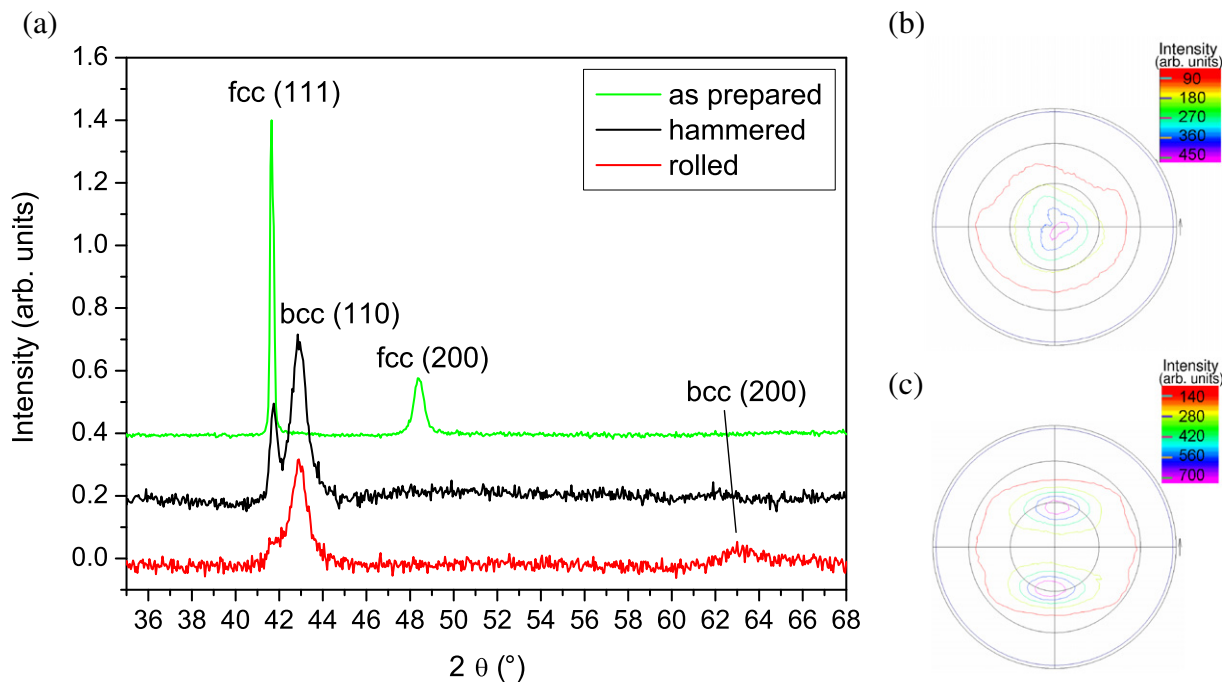 (a)
1.6
1.4
1.2
1.0
0.8
0.6
0.4
0.2
0.0
Intensity (arb. units)
fcc (111)
bcc (110)
fcc (200)
bcc (200)
as prepared
hammered
rolled
36 38 40 42 44 46 48 50 52 54 56 58 60 62 64 66 68
2 θ (°)
(b)
Intensity
(arb. units)
90
180
270
360
450
(c)
Intensity
(arb. units)
140
280
420
560
700